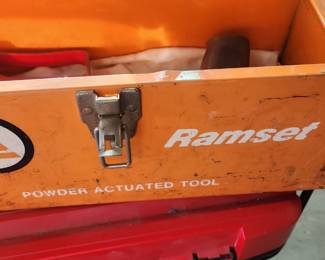 Ramset
POWDER ACTUATED TOOL